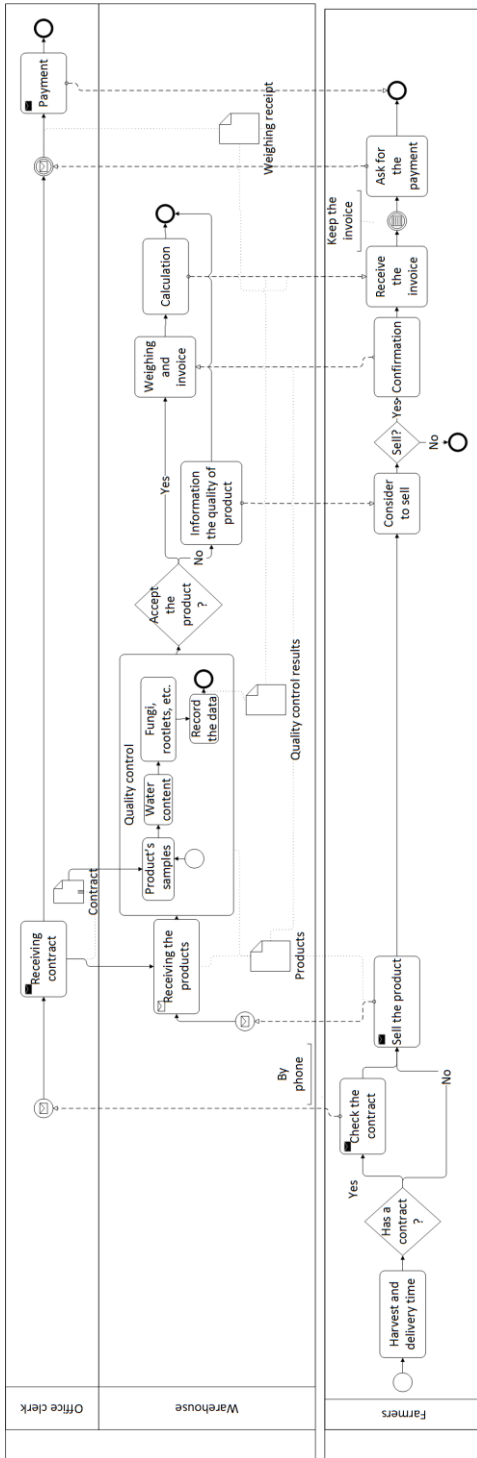 Office clerk
Receiving
contract
Payment
Contract
Weighing receipt
Warehouse
Receiving the
products
Quality control
Product's
samples
Water
content
Fungi,
rootlets, etc.
Record
the data
Accept
the
product
?
Yes
No
Information
the quality of
product
Weighing
and
invoice
Calculation
Products
Quality control results
By
phone
Farmers
Harvest and
delivery time
Has a
contract
?
Yes
No
Check the
contract
Sell the product
Consider
to sell
Sell?
Yes
No
Confirmation
Receive
the
invoice
Keep the
invoice
Ask for
the
payment